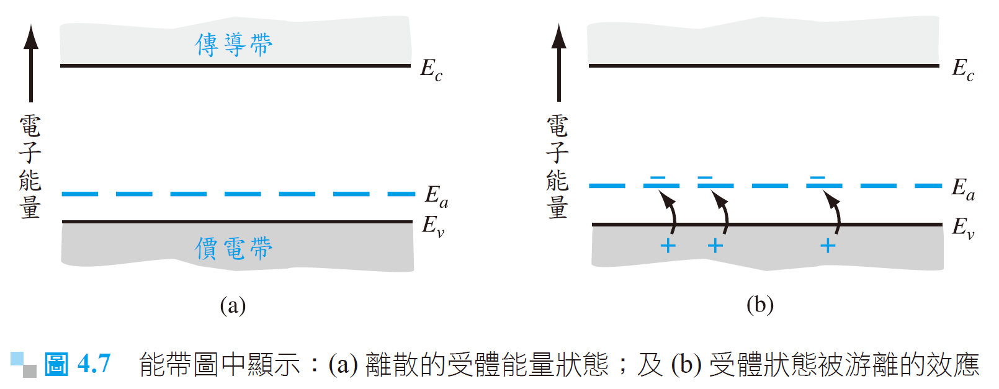 傳導帶
E_c
電子能量
E_a
E_v
價電帶
(a)
E_c
電子能量
− − −
E_a
E_v
+ + +
(b)
圖 4.7 能帶圖中顯示：(a) 離散的受體能量狀態；及 (b) 受體狀態被游離的效應